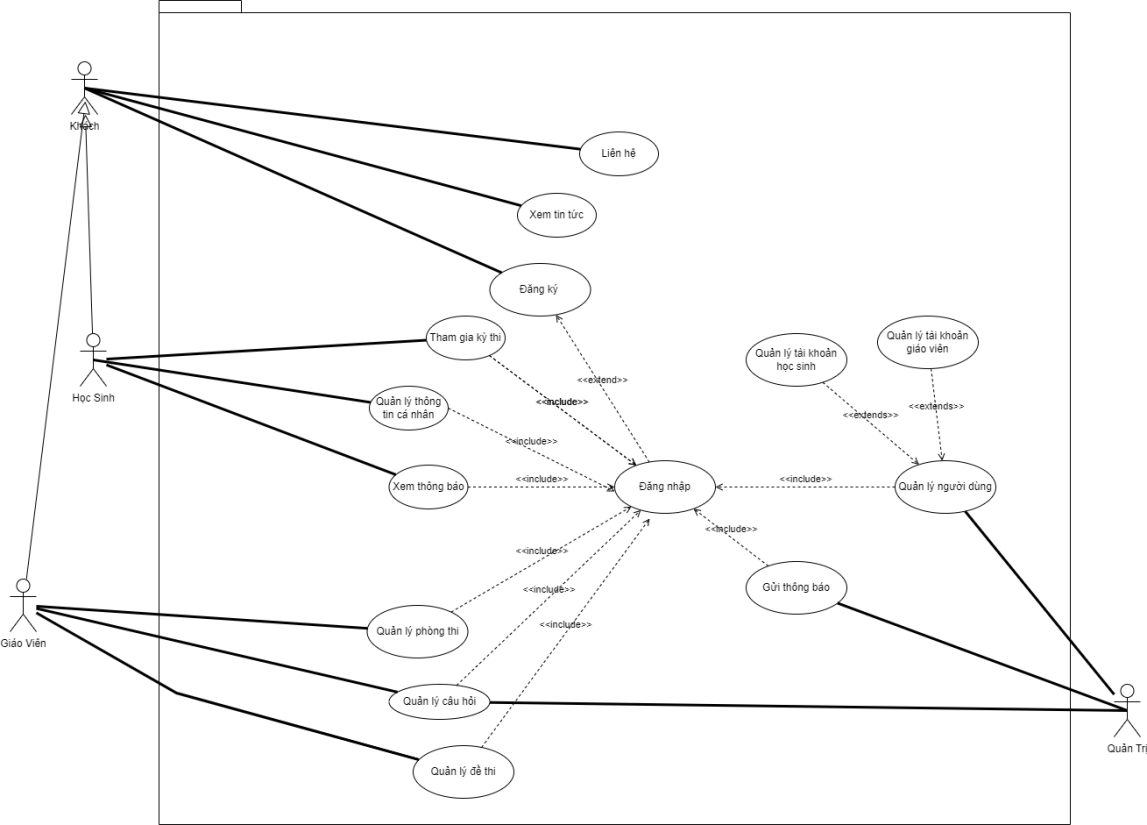 Khách
Liên hệ
Xem tin tức
Đăng ký
Tham gia kỳ thi
Quản lý tài khoản
học sinh
Quản lý tài khoản
giáo viên
<<extend>>
Học Sinh
Quản lý thông
tin cá nhân
<<include>>
<<extends>>
<<extends>>
<<include>>
Xem thông báo
<<include>>
Đăng nhập
<<include>>
Quản lý người dùng
<<include>>
<<include>>
Gửi thông báo
<<include>>
<<include>>
Giáo Viên
Quản lý phòng thi
Quản lý câu hỏi
Quản Trị
Quản lý đề thi